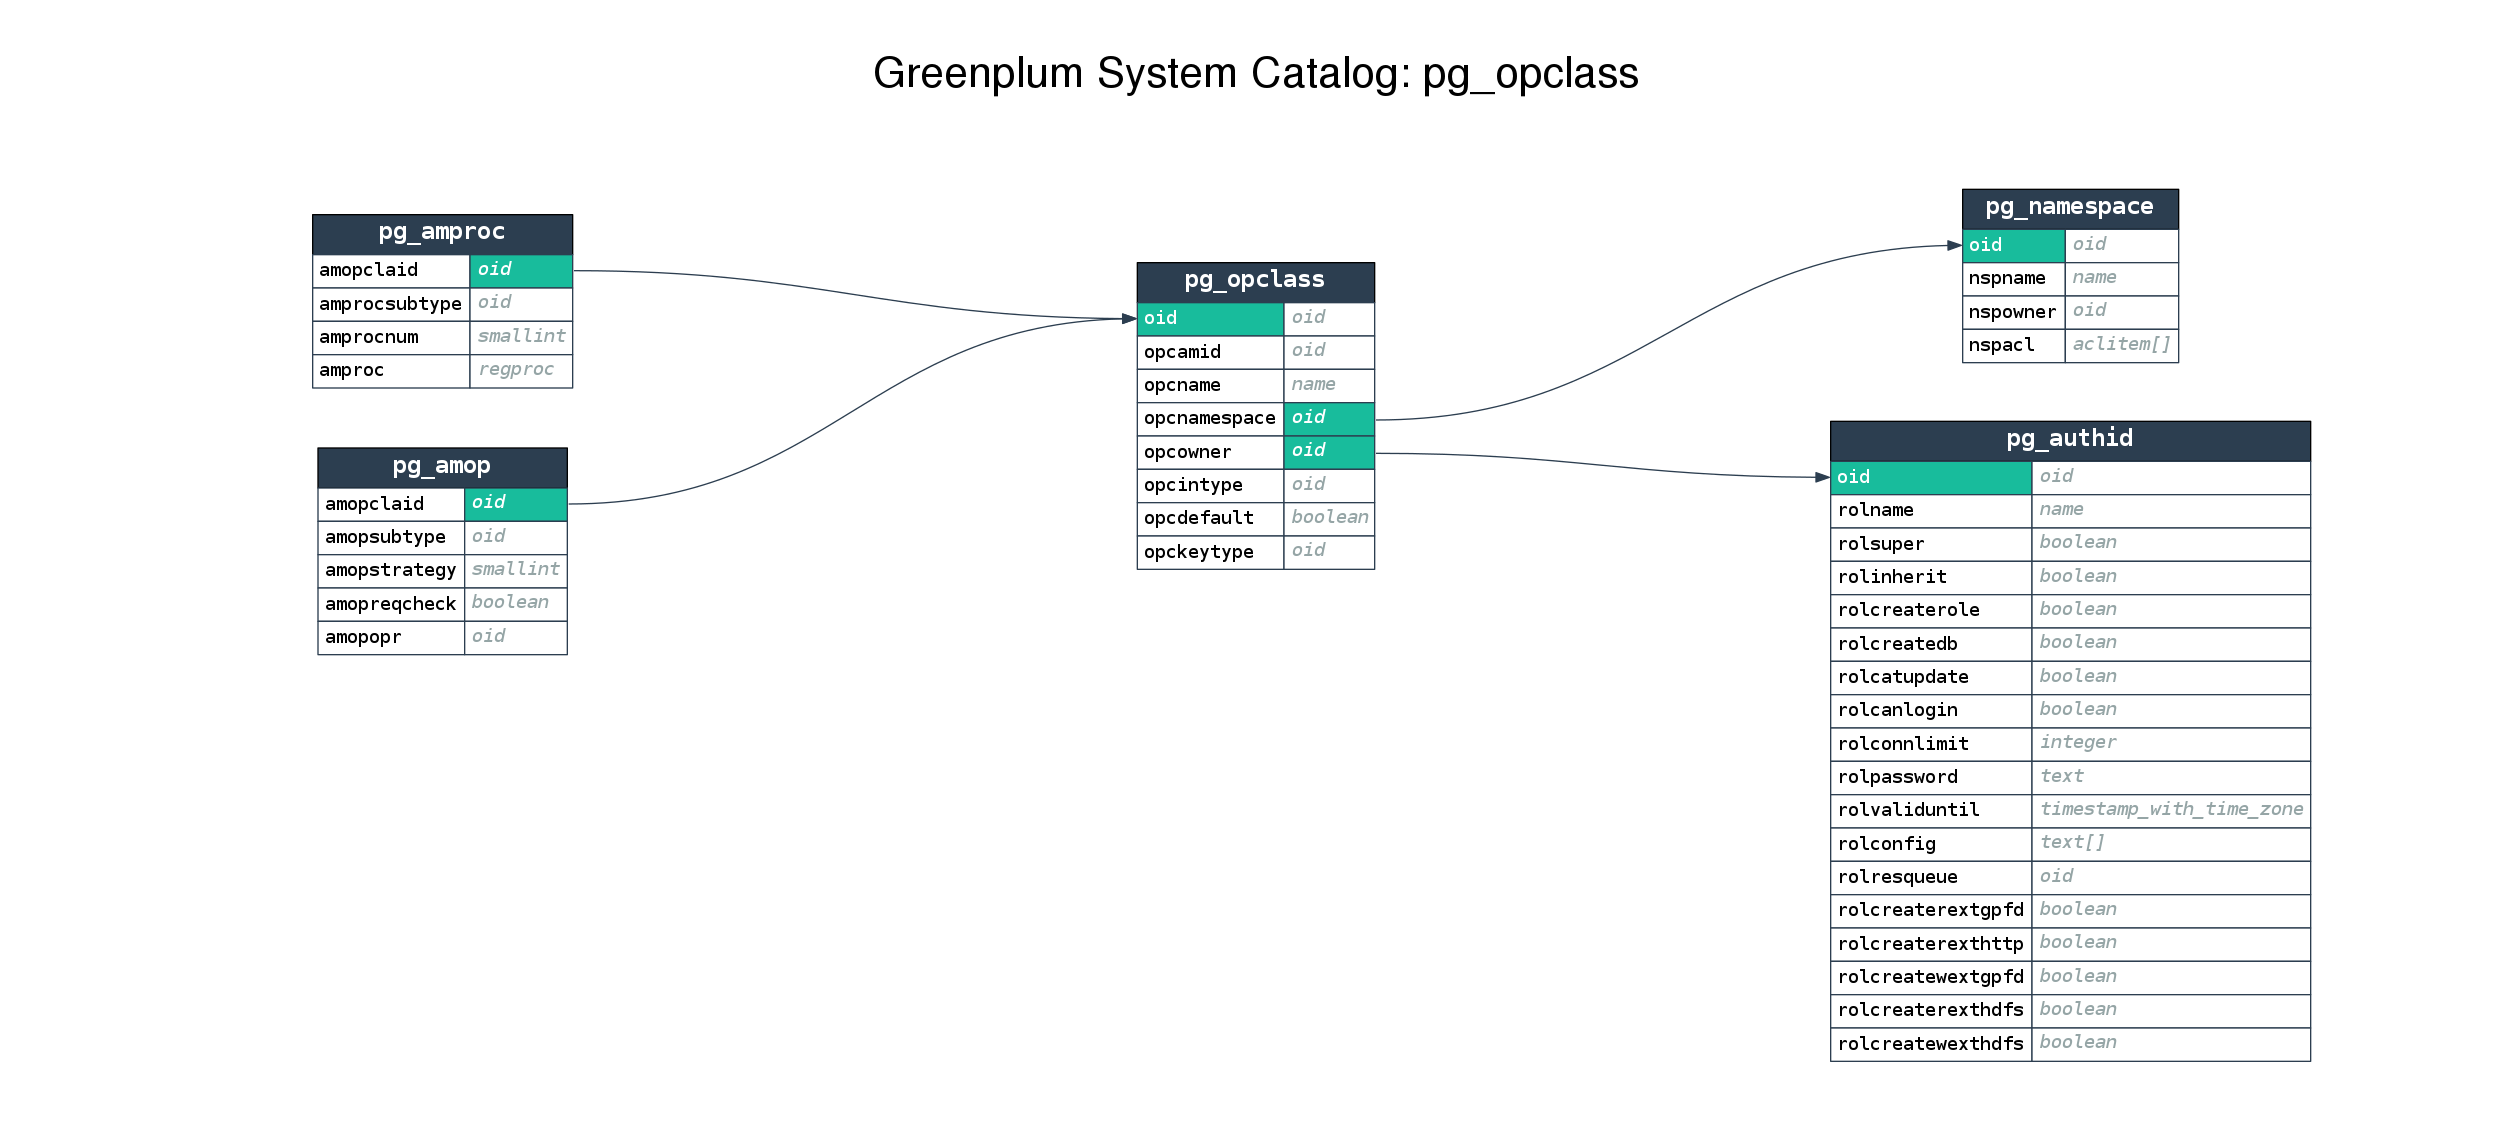 Greenplum System Catalog: pg_opclass
pg_amproc
amopclaid oid
amprocsubtype oid
amprocnum smallint
amproc regproc
pg_amop
amopclaid oid
amopsubtype oid
amopstrategy smallint
amopreqcheck boolean
amopopr oid
pg_opclass
oid oid
opcamid oid
opcname name
opcnamespace oid
opcowner oid
opcintype oid
opcdefault boolean
opckeytype oid
pg_namespace
oid oid
nspname name
nspowner oid
nspacl aclitem[]
pg_authid
oid oid
rolname name
rolsuper boolean
rolinherit boolean
rolcreaterole boolean
rolcreatedb boolean
rolcatupdate boolean
rolcanlogin boolean
rolconnlimit integer
rolpassword text
rolvaliduntil timestamp_with_time_zone
rolconfig text[]
rolresqueue oid
rolcreaterextgpfd boolean
rolcreaterexthttp boolean
rolcreatewextgpfd boolean
rolcreaterexthdfs boolean
rolcreatewexthdfs boolean